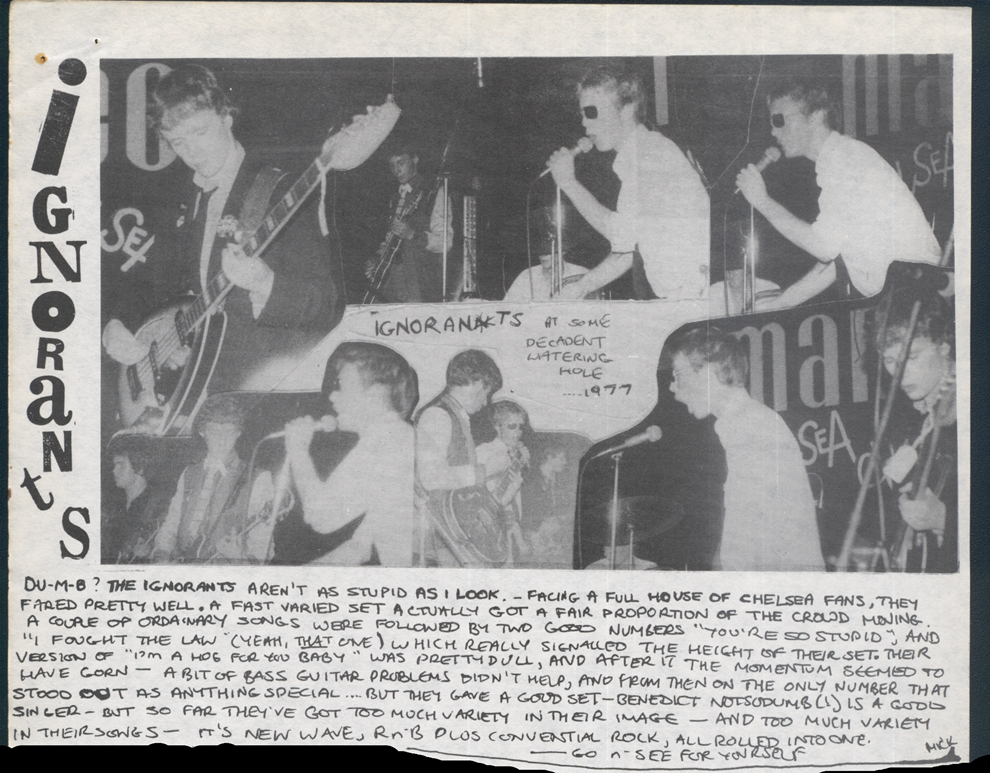 iGNORANtS
IGNORANTS AT SOME
DECADENT
WATERING
HOLE
....1977
DU-M-B? THE IGNORANTS AREN'T AS STUPID AS I LOOK. - FACING A FULL HOUSE OF CHELSEA FANS, THEY
FARED PRETTY WELL. A FAST VARIED SET ACTUALLY GOT A FAIR PROPORTION OF THE CROWD MOVING.
A COUPLE OF ORDAINARY SONGS WERE FOLLOWED BY TWO GOOD NUMBERS "YOU'RE SO STUPID", AND
"I FOUGHT THE LAW" (YEAH, THAT ONE) WHICH REALLY SIGNALLED THE HEIGHT OF THEIR SET. THEIR
VERSION OF "I'M A HOG FOR YOU BABY" WAS PRETTY DULL, AND AFTER IT THE MOMENTUM SEEMED TO
HAVE GORN — A BIT OF BASS GUITAR PROBLEMS DIDN'T HELP, AND FROM THEN ON THE ONLY NUMBER THAT
STOOD OUT AS ANYTHING SPECIAL .... BUT THEY GAVE A GOOD SET - BENEDICT NOTSODUMB(!) IS A GOOD
SINGER - BUT SO FAR THEY'VE GOT TOO MUCH VARIETY IN THEIR IMAGE — AND TOO MUCH VARIETY
IN THEIR SONGS — IT'S NEW WAVE, RnB PLUS CONVENTIAL ROCK, ALL ROLLED INTO ONE.
— GO n SEE FOR YOURSELF
MICK